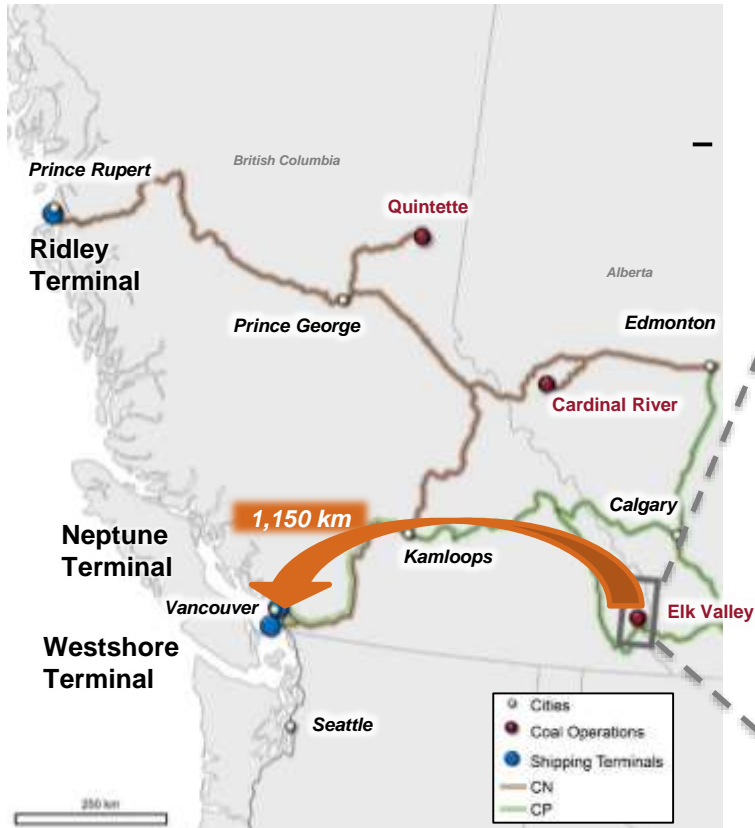 British Columbia
Prince Rupert
Quintette
Ridley
Terminal
Alberta
Prince George
Edmonton
Cardinal River
1,150 km
Calgary
Neptune
Terminal
Kamloops
Vancouver
Elk Valley
Westshore
Terminal
Seattle
Cities
Coal Operations
Shipping Terminals
CN
CP
250 km